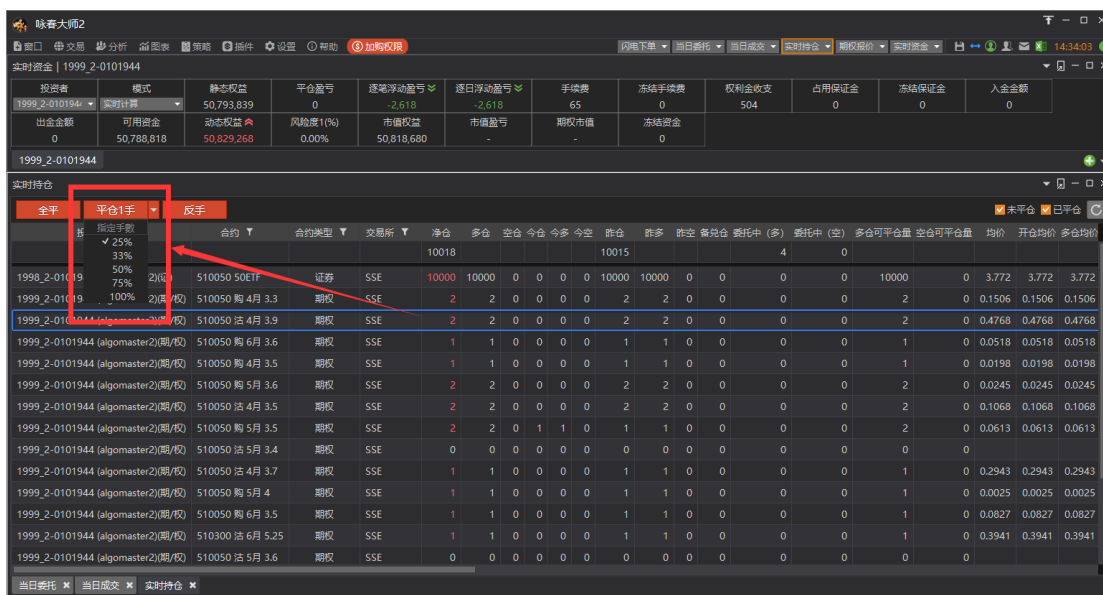 咏春大师2
窗口 交易 分析 图表 策略 插件 设置 帮助 加购权限 闪电下单 当日委托 当日成交 实时持仓 期权报价 实时资金 14:34:03
实时资金 | 1999_2-0101944
投资者 模式 静态权益 平仓盈亏 逐笔浮动盈亏 逐日浮动盈亏 手续费 冻结手续费 权利金收支 占用保证金 冻结保证金 入金金额
1999_2-010194 实时计算 50,793,839 0 -2,618 -2,618 65 0 504 0 0 0
出金金额 可用资金 动态权益 风险度1(%) 市值权益 市值盈亏 期权市值 冻结资金
0 50,788,818 50,829,268 0.00% 50,818,680 - - 0
1999_2-0101944
实时持仓
全平 平仓1手 反手 未平仓 已平仓
指定手數
25%
33%
50%
75%
100%
合约 合约类型 交易所 净仓 多仓 空仓 今仓 今多 今空 昨仓 昨多 昨空 备兑仓 委托中（多） 委托中（空） 多仓可平仓量 空仓可平仓量 均价 开仓均价 多仓均价
10018 10015 4 0
1998_2-0101 2)(证) 510050 50ETF 证券 SSE 10000 10000 0 0 0 0 10000 10000 0 0 0 0 10000 0 3.772 3.772 3.772
1999_2-0101 2)(期/权) 510050 购 4月 3.3 期权 SSE 2 2 0 0 0 0 2 2 0 0 0 0 2 0 0.1506 0.1506 0.1506
1999_2-0101944 (algomaster2)(期/权) 510050 沽 4月 3.9 期权 SSE 2 2 0 0 0 0 2 2 0 0 0 0 2 0 0.4768 0.4768 0.4768
1999_2-0101944 (algomaster2)(期/权) 510050 购 6月 3.6 期权 SSE 1 1 0 0 0 0 1 1 0 0 0 0 1 0 0.0518 0.0518 0.0518
1999_2-0101944 (algomaster2)(期/权) 510050 购 4月 3.5 期权 SSE 1 1 0 0 0 0 1 1 0 0 0 0 1 0 0.0198 0.0198 0.0198
1999_2-0101944 (algomaster2)(期/权) 510050 购 5月 3.6 期权 SSE 2 2 0 0 0 0 2 2 0 0 0 0 2 0 0.0245 0.0245 0.0245
1999_2-0101944 (algomaster2)(期/权) 510050 沽 4月 3.5 期权 SSE 2 2 0 0 0 0 2 2 0 0 0 0 2 0 0.1068 0.1068 0.1068
1999_2-0101944 (algomaster2)(期/权) 510050 购 5月 3.5 期权 SSE 2 2 0 1 1 0 1 1 0 0 0 0 2 0 0.0613 0.0613 0.0613
1999_2-0101944 (algomaster2)(期/权) 510050 沽 5月 3.4 期权 SSE 0 0 0 0 0 0 0 0 0 0 0 0 0 0
1999_2-0101944 (algomaster2)(期/权) 510050 沽 4月 3.7 期权 SSE 1 1 0 0 0 0 1 1 0 0 0 0 1 0 0.2943 0.2943 0.2943
1999_2-0101944 (algomaster2)(期/权) 510050 购 5月 4 期权 SSE 1 1 0 0 0 0 1 1 0 0 0 0 1 0 0.0025 0.0025 0.0025
1999_2-0101944 (algomaster2)(期/权) 510050 购 6月 3.5 期权 SSE 1 1 0 0 0 0 1 1 0 0 0 0 1 0 0.0827 0.0827 0.0827
1999_2-0101944 (algomaster2)(期/权) 510300 沽 6月 5.25 期权 SSE 1 1 0 0 0 0 1 1 0 0 0 0 1 0 0.3941 0.3941 0.3941
1999_2-0101944 (algomaster2)(期/权) 510050 沽 5月 3.6 期权 SSE 0 0 0 0 0 0 0 0 0 0 0 0 0 0
当日委托 当日成交 实时持仓